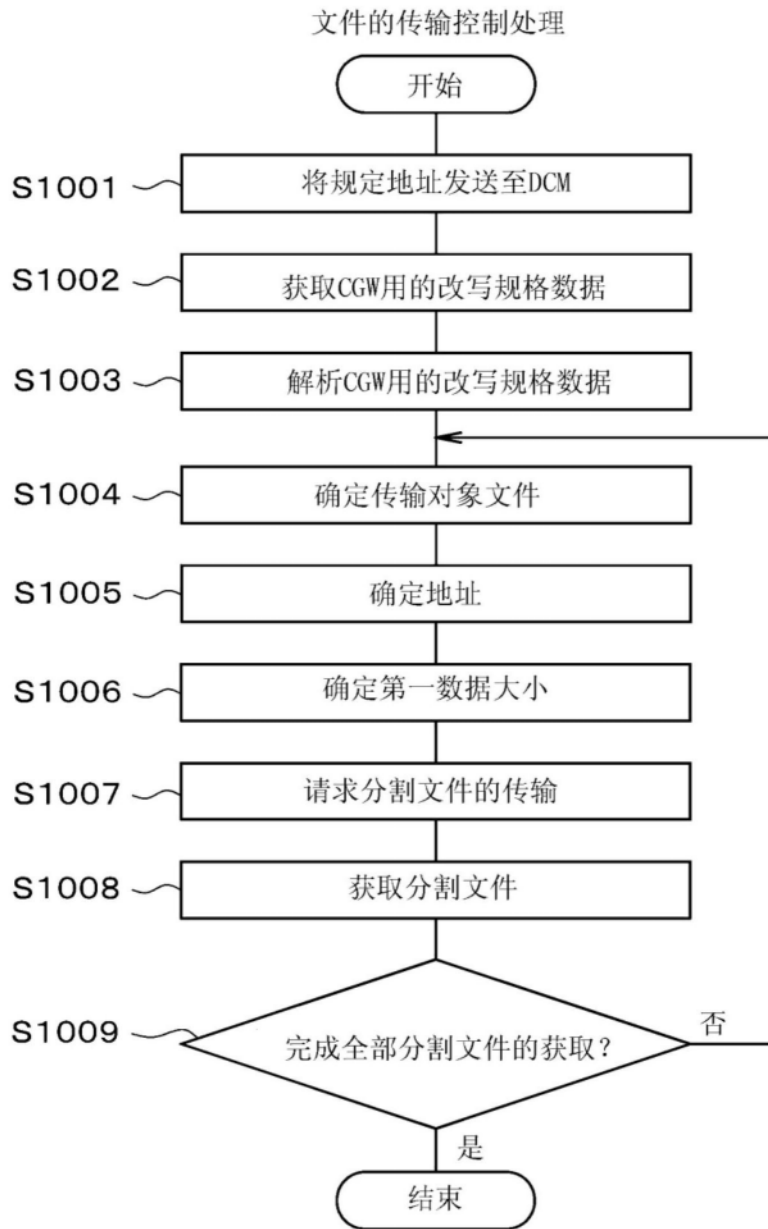 文件的传输控制处理
开始
S1001 将规定地址发送至DCM
S1002 获取CGW用的改写规格数据
S1003 解析CGW用的改写规格数据
S1004 确定传输对象文件
S1005 确定地址
S1006 确定第一数据大小
S1007 请求分割文件的传输
S1008 获取分割文件
S1009 完成全部分割文件的获取？ 否
是
结束